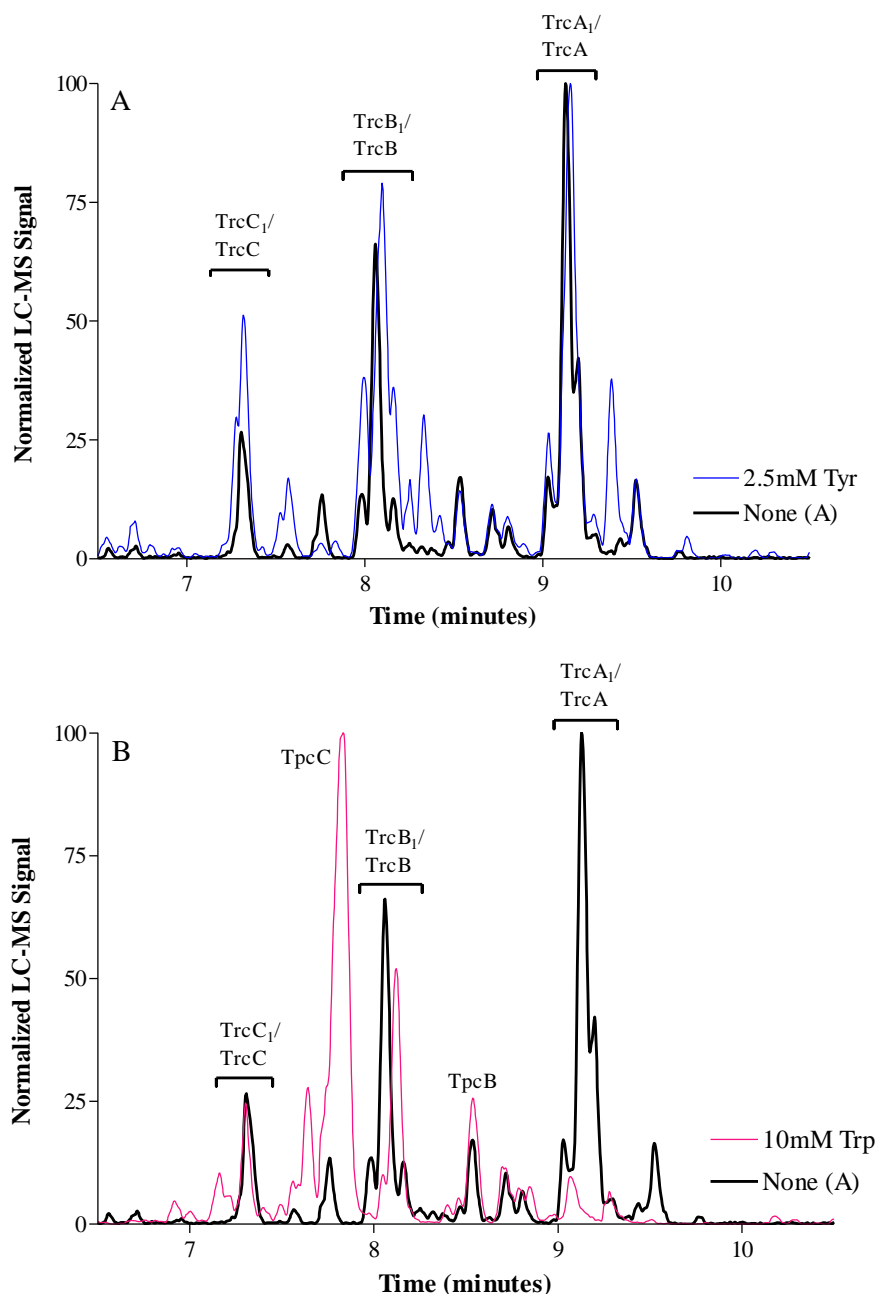 TrcA₁/
TrcA
A
100
TrcB₁/
TrcB
75
TrcC₁/
TrcC
Normalized LC-MS Signal
50
25
2.5mM Tyr
None (A)
0
7
8
9
10
Time (minutes)
TrcA₁/
TrcA
B
100
TpcC
TrcB₁/
TrcB
75
Normalized LC-MS Signal
50
TrcC₁/
TrcC
TpcB
25
10mM Trp
None (A)
0
7
8
9
10
Time (minutes)